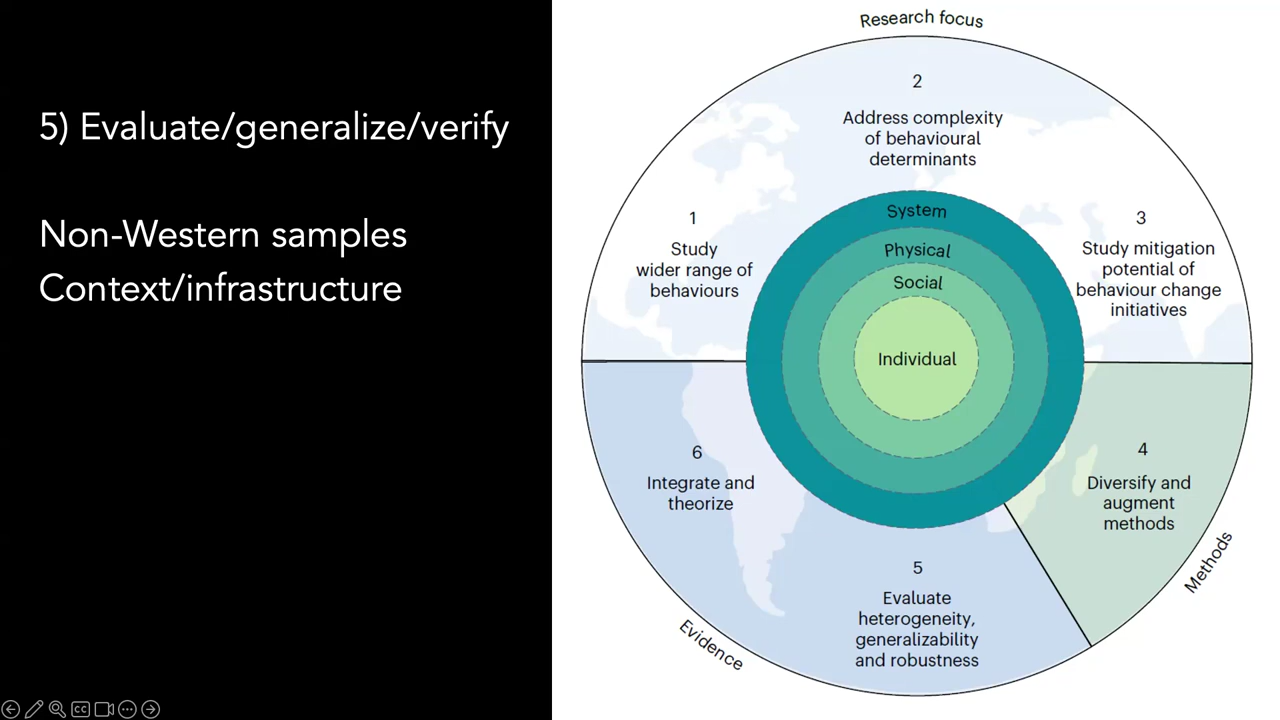 5) Evaluate/generalize/verify
Non-Western samples
Context/infrastructure
Research focus
2
Address complexity
of behavioural
determinants
1
Study
wider range of
behaviours
3
Study mitigation
potential of
behaviour change
initiatives
System
Physical
Social
Individual
6
Integrate and
theorize
4
Diversify and
augment
methods
5
Evaluate
heterogeneity,
generalizability
and robustness
Evidence
Methods
CC